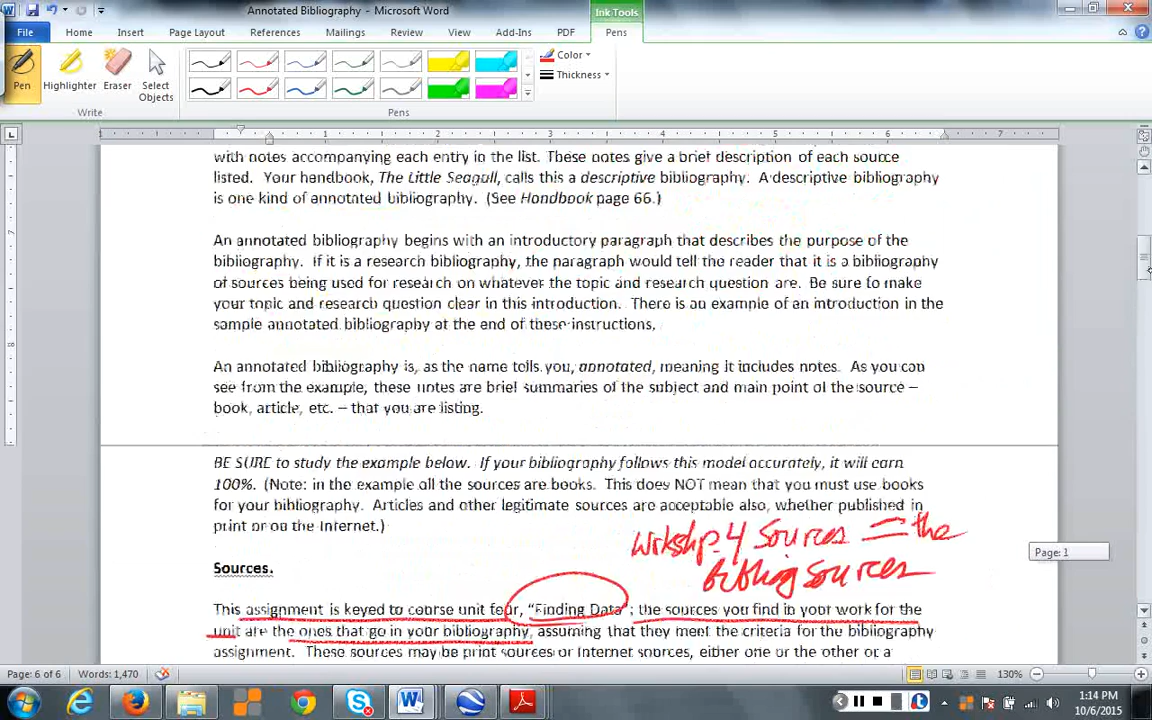 Annotated Bibliography - Microsoft Word
Ink Tools
File Home Insert Page Layout References Mailings Review View Add-Ins PDF Pens
Pen Highlighter Eraser Select Objects
Color
Thickness
Write
Pens
1 1 2 3 4 5 6 7
with notes accompanying each entry in the list. These notes give a brief description of each source
listed. Your handbook, The Little Seagull, calls this a descriptive bibliography. A descriptive bibliography
is one kind of annotated bibliography. (See Handbook page 66.)
An annotated bibliography begins with an introductory paragraph that describes the purpose of the
bibliography. If it is a research bibliography, the paragraph would tell the reader that it is a bibliography
of sources being used for research on whatever the topic and research question are. Be sure to make
your topic and research question clear in this introduction. There is an example of an introduction in the
sample annotated bibliography at the end of these instructions.
An annotated bibliography is, as the name tells you, annotated, meaning it includes notes. As you can
see from the example, these notes are brief summaries of the subject and main point of the source –
book, article, etc. – that you are listing.
BE SURE to study the example below. If your bibliography follows this model accurately, it will earn
100%. (Note: in the example all the sources are books. This does NOT mean that you must use books
for your bibliography. Articles and other legitimate sources are acceptable also, whether published in
print or on the Internet.)
Wrkshp 4 Sources = the
Page: 1
Sources.
sources
This assignment is keyed to course unit four, "Finding Data"; the sources you find in your work for the
unit are the ones that go in your bibliography, assuming that they meet the criteria for the bibliography
assignment. These sources may be print sources or Internet sources, either one or the other or a
Page: 6 of 6 Words: 1,470 130%
1:14 PM
10/6/2015